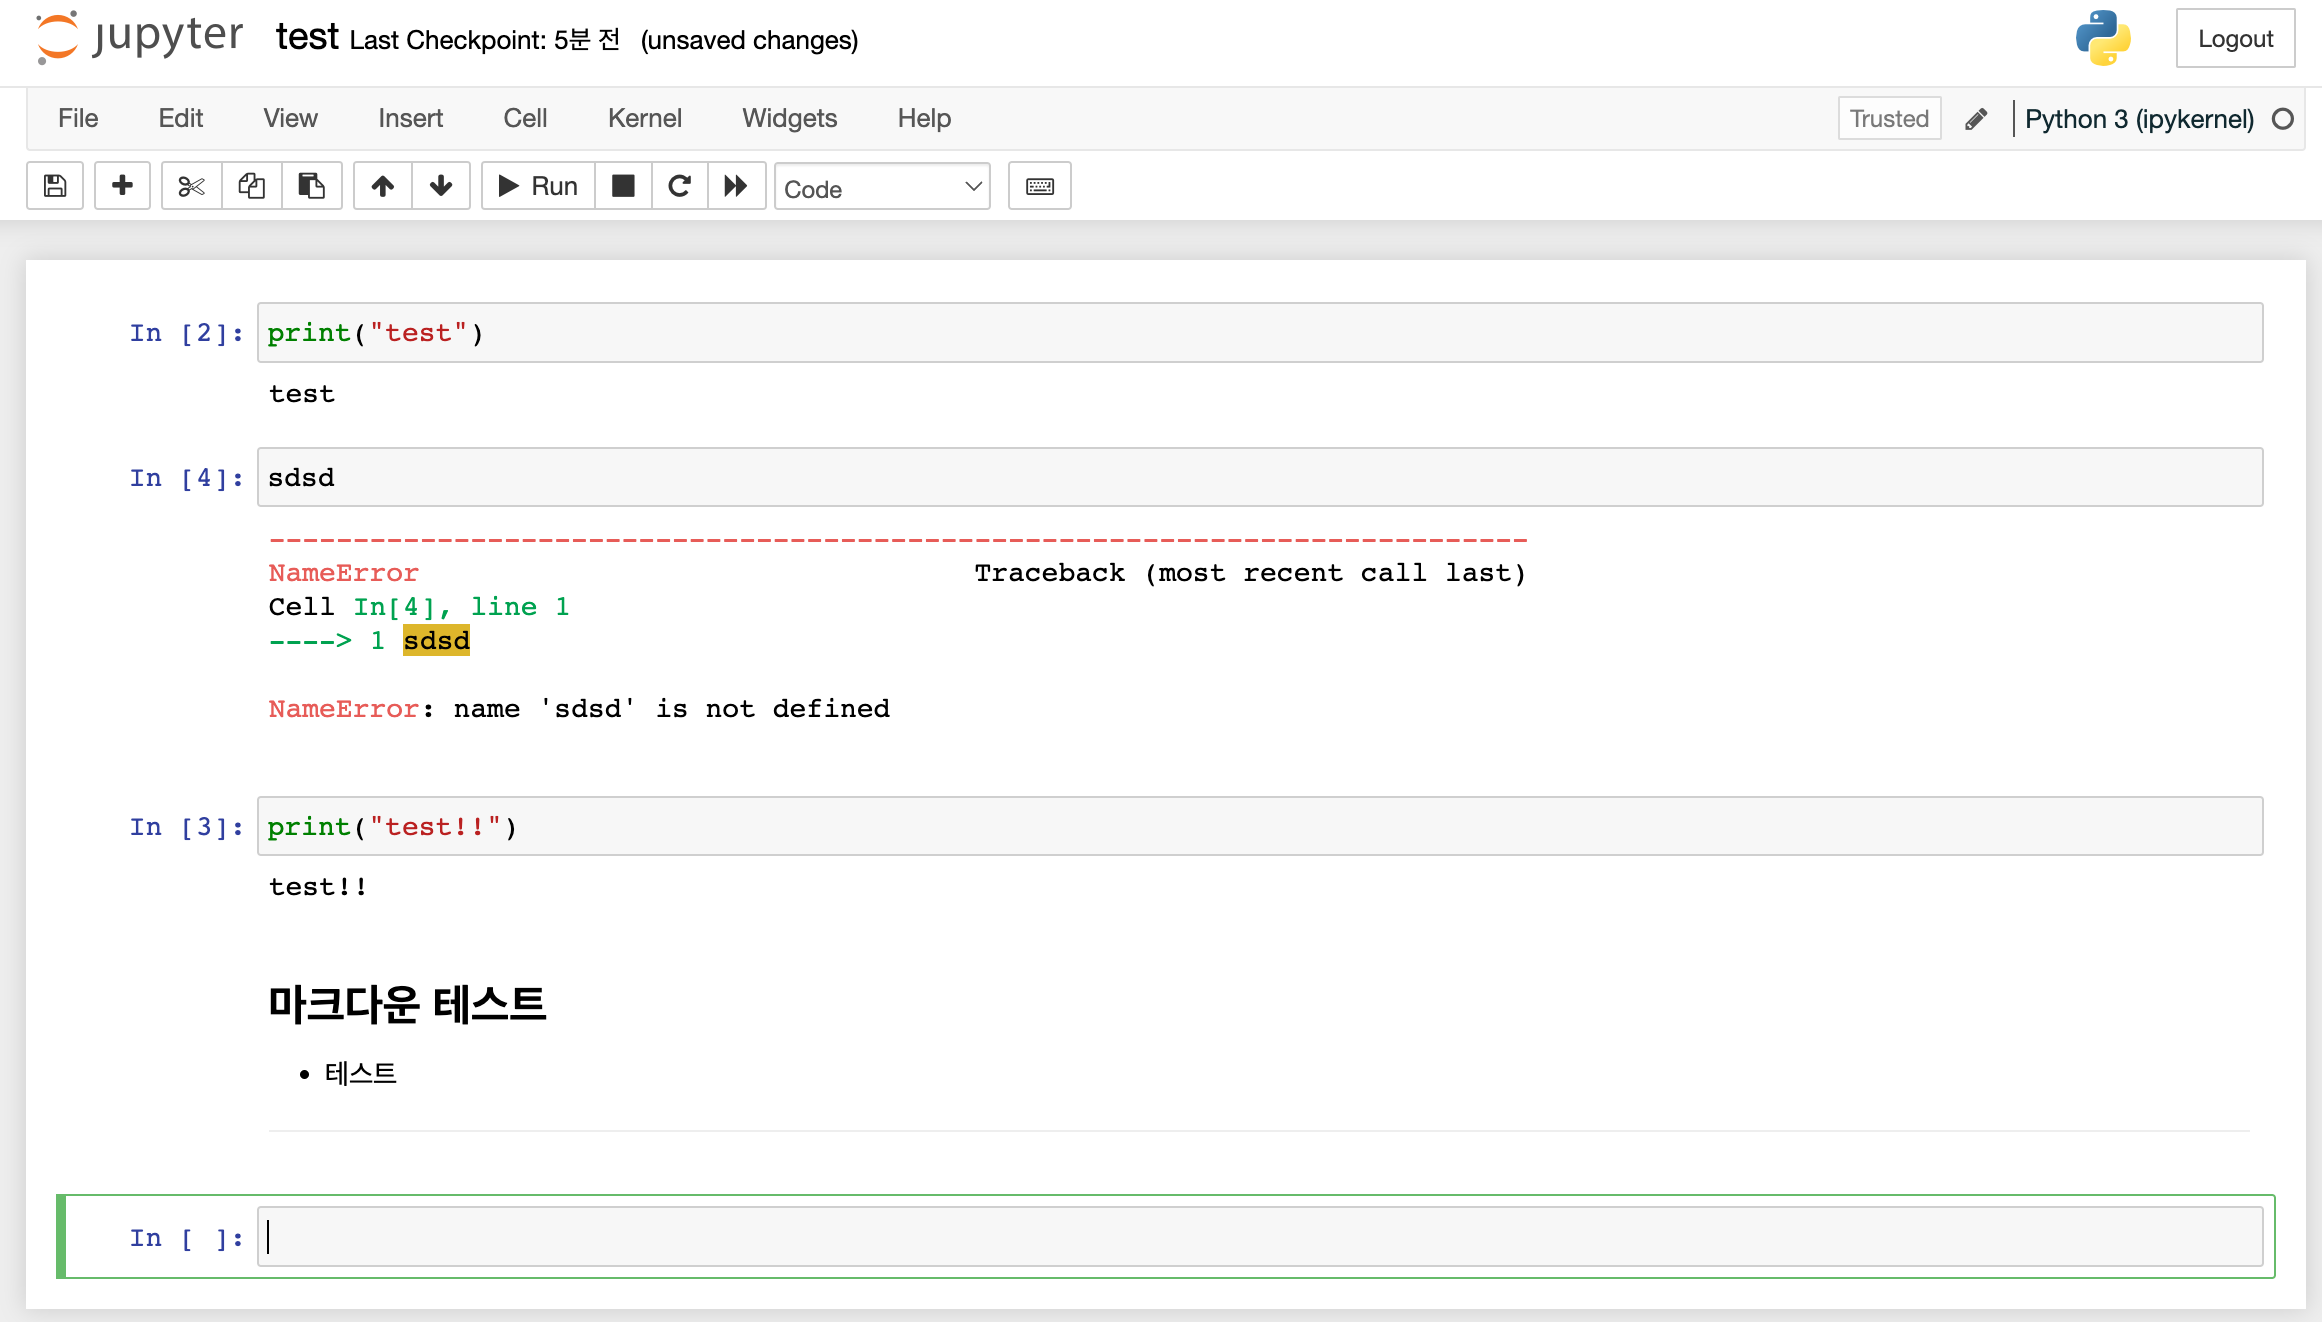 jupyter test Last Checkpoint: 5분 전 (unsaved changes)
Logout
File Edit View Insert Cell Kernel Widgets Help
Trusted Python 3 (ipykernel)
Run Code
In [2]: print("test")
test
In [4]: sdsd
---------------------------------------------------------------------------
NameError Traceback (most recent call last)
Cell In[4], line 1
----> 1 sdsd
NameError: name 'sdsd' is not defined
In [3]: print("test!!")
test!!
마크다운 테스트
• 테스트
In [ ]: